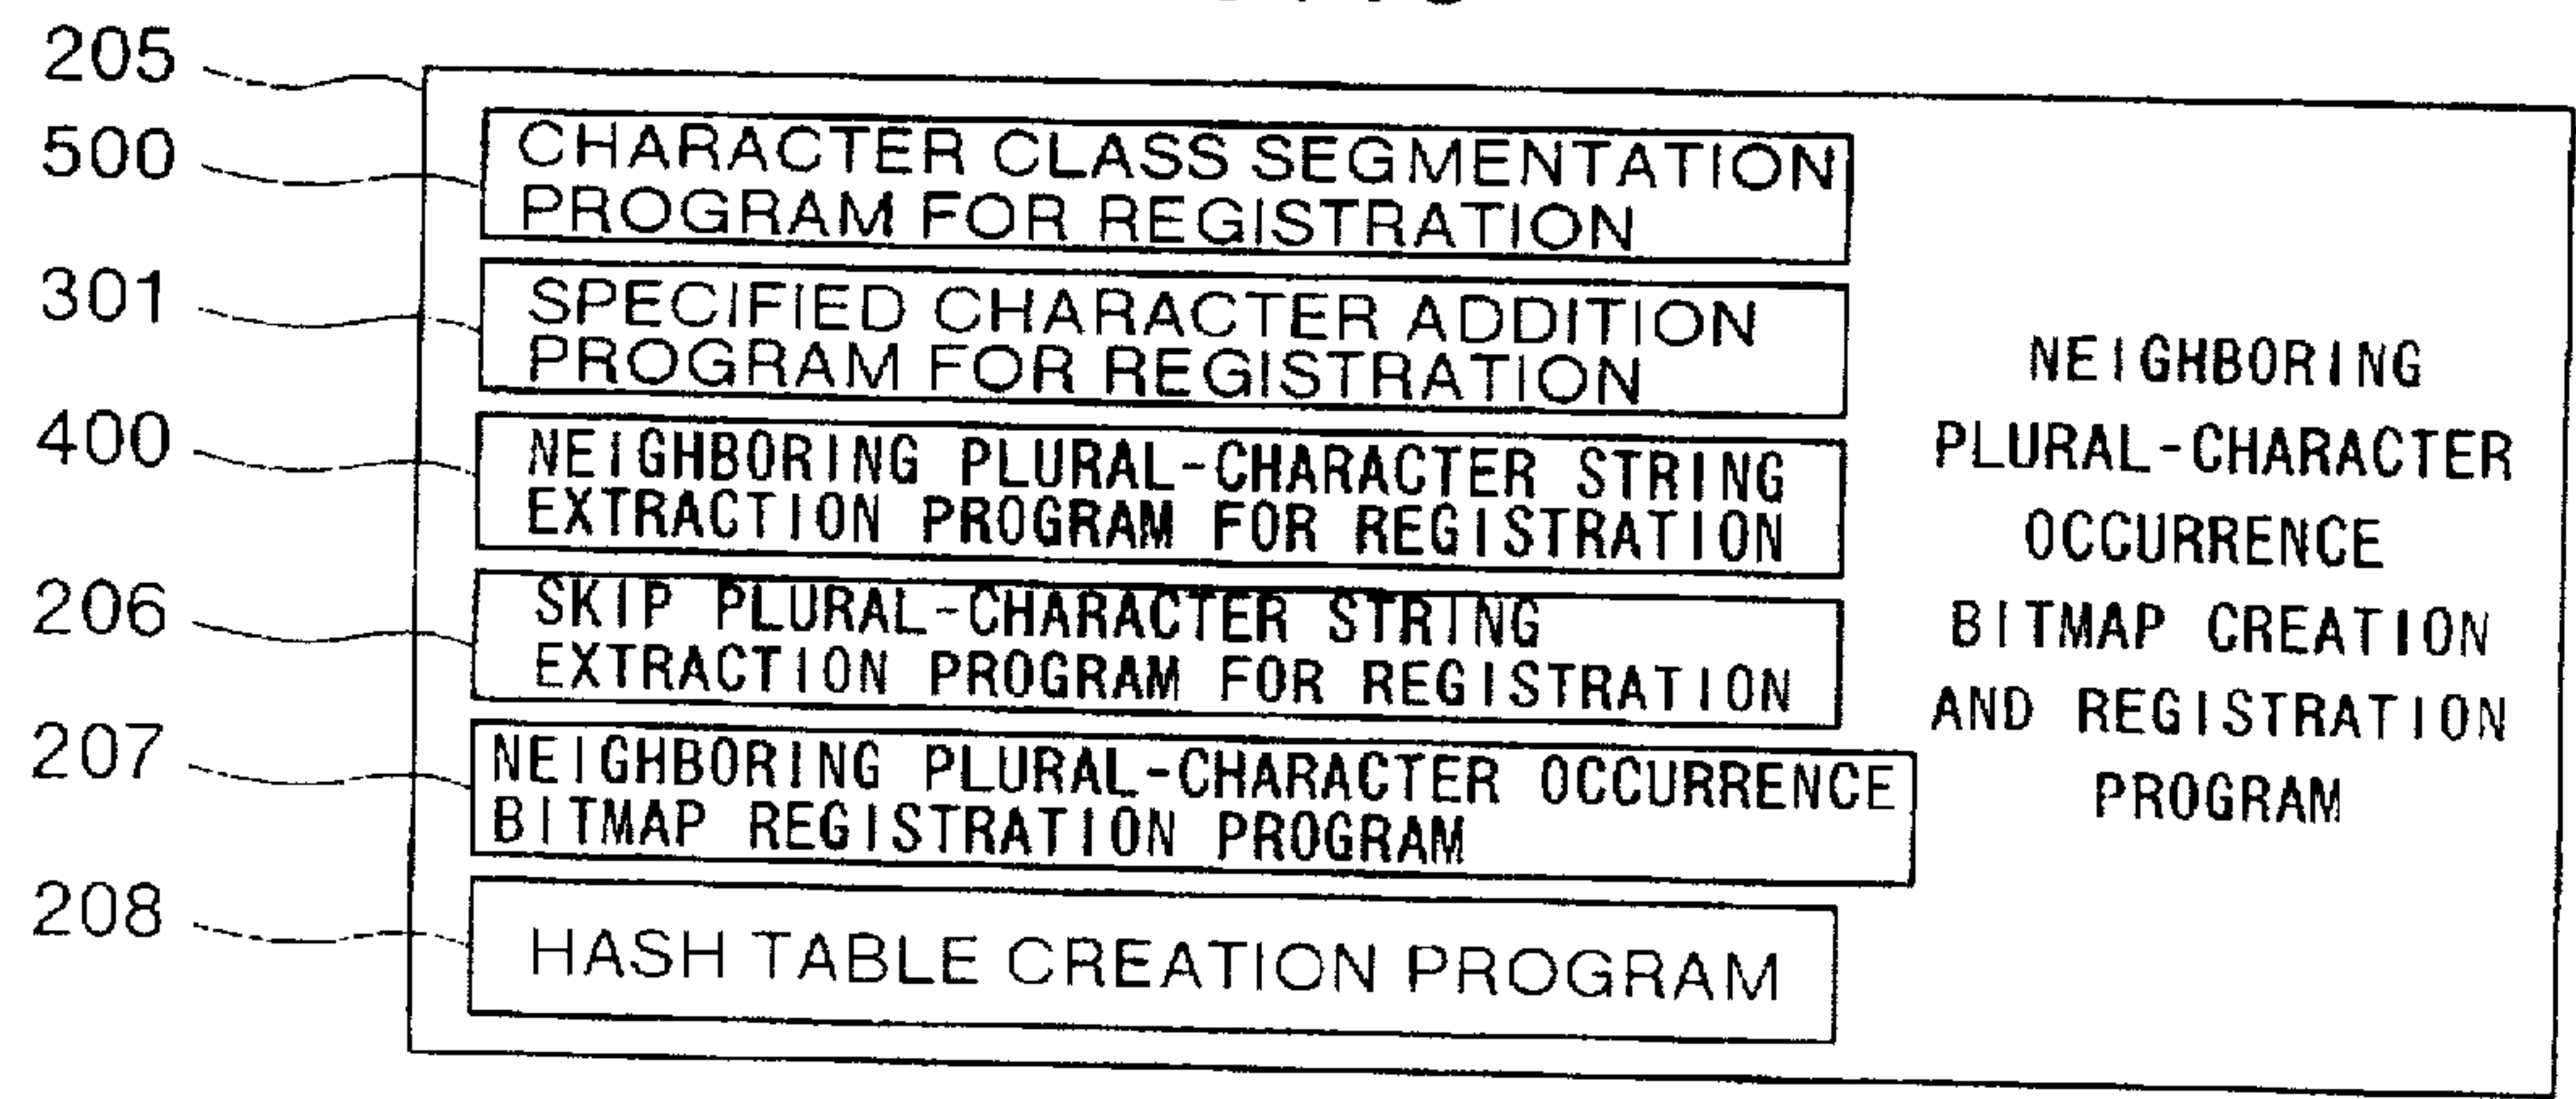 205
500
CHARACTER CLASS SEGMENTATION
PROGRAM FOR REGISTRATION
301
SPECIFIED CHARACTER ADDITION
PROGRAM FOR REGISTRATION
400
NEIGHBORING PLURAL-CHARACTER STRING
EXTRACTION PROGRAM FOR REGISTRATION
206
SKIP PLURAL-CHARACTER STRING
EXTRACTION PROGRAM FOR REGISTRATION
207
NEIGHBORING PLURAL-CHARACTER OCCURRENCE
BITMAP REGISTRATION PROGRAM
208
HASH TABLE CREATION PROGRAM
NEIGHBORING
PLURAL-CHARACTER
OCCURRENCE
BITMAP CREATION
AND REGISTRATION
PROGRAM